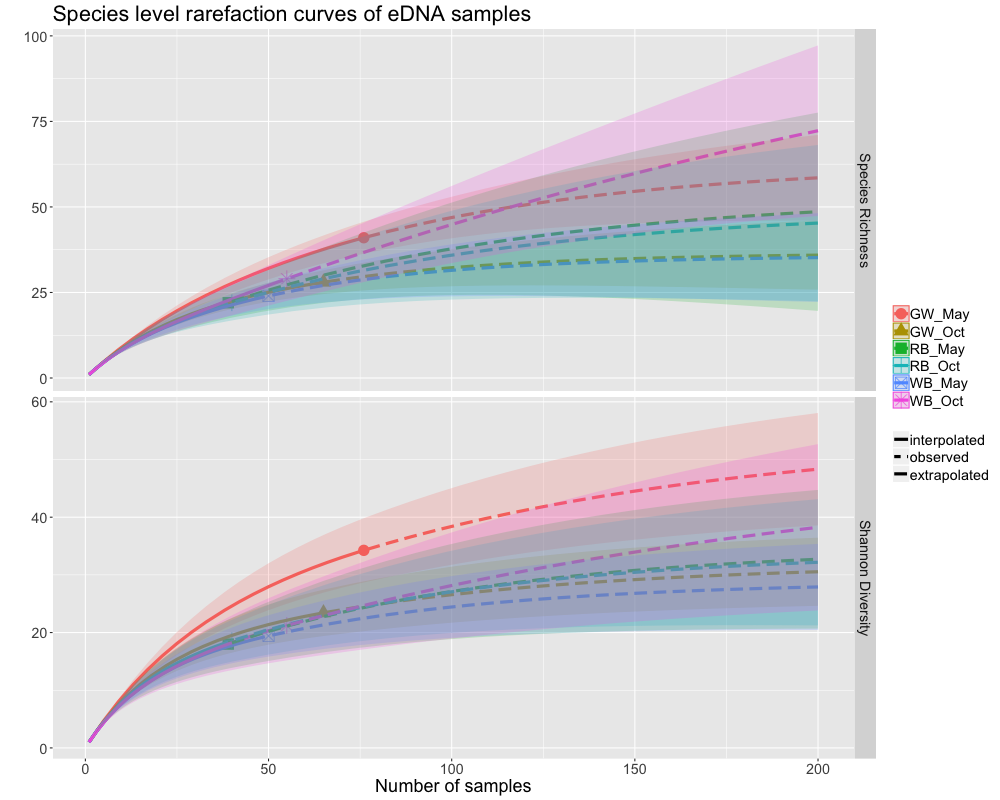 Species level rarefaction curves of eDNA samples
100
75
50
25
0
Species Richness
60
40
20
0
Shannon Diversity
0 50 100 150 200
Number of samples
GW_May
GW_Oct
RB_May
RB_Oct
WB_May
WB_Oct
interpolated
observed
extrapolated